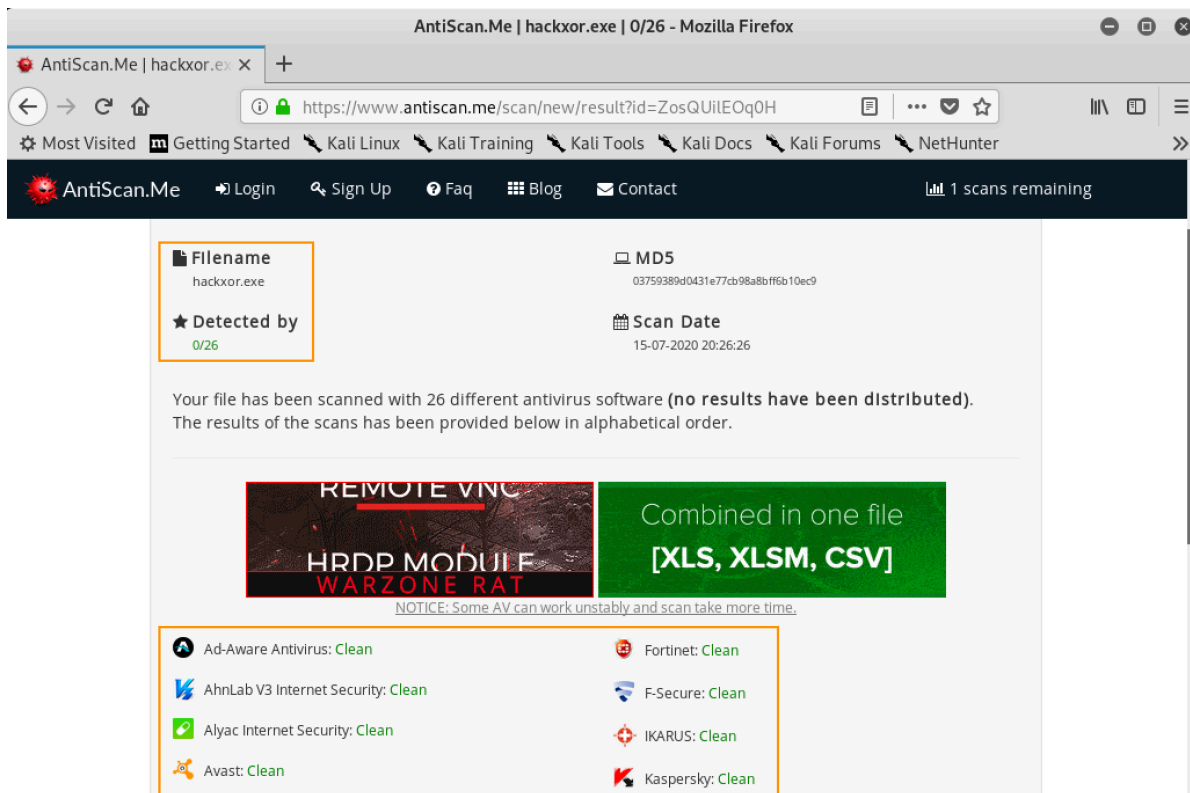 AntiScan.Me | hackxor.exe | 0/26 - Mozilla Firefox
AntiScan.Me | hackxor.ex
https://www.antiscan.me/scan/new/result?id=ZosQUilEOq0H
Most Visited m Getting Started Kali Linux Kali Training Kali Tools Kali Docs Kali Forums NetHunter
AntiScan.Me Login Sign Up Faq Blog Contact 1 scans remaining
Filename
hackxor.exe
MD5
03759389d0431e77cb98a8bff6b10ec9
Detected by
0/26
Scan Date
15-07-2020 20:26:26
Your file has been scanned with 26 different antivirus software (no results have been distributed).
The results of the scans has been provided below in alphabetical order.
REMOTE VNC
HRDP MODULE
WARZONE RAT
Combined in one file
[XLS, XLSM, CSV]
NOTICE: Some AV can work unstably and scan take more time.
Ad-Aware Antivirus: Clean
Fortinet: Clean
AhnLab V3 Internet Security: Clean
F-Secure: Clean
Alyac Internet Security: Clean
IKARUS: Clean
Avast: Clean
Kaspersky: Clean